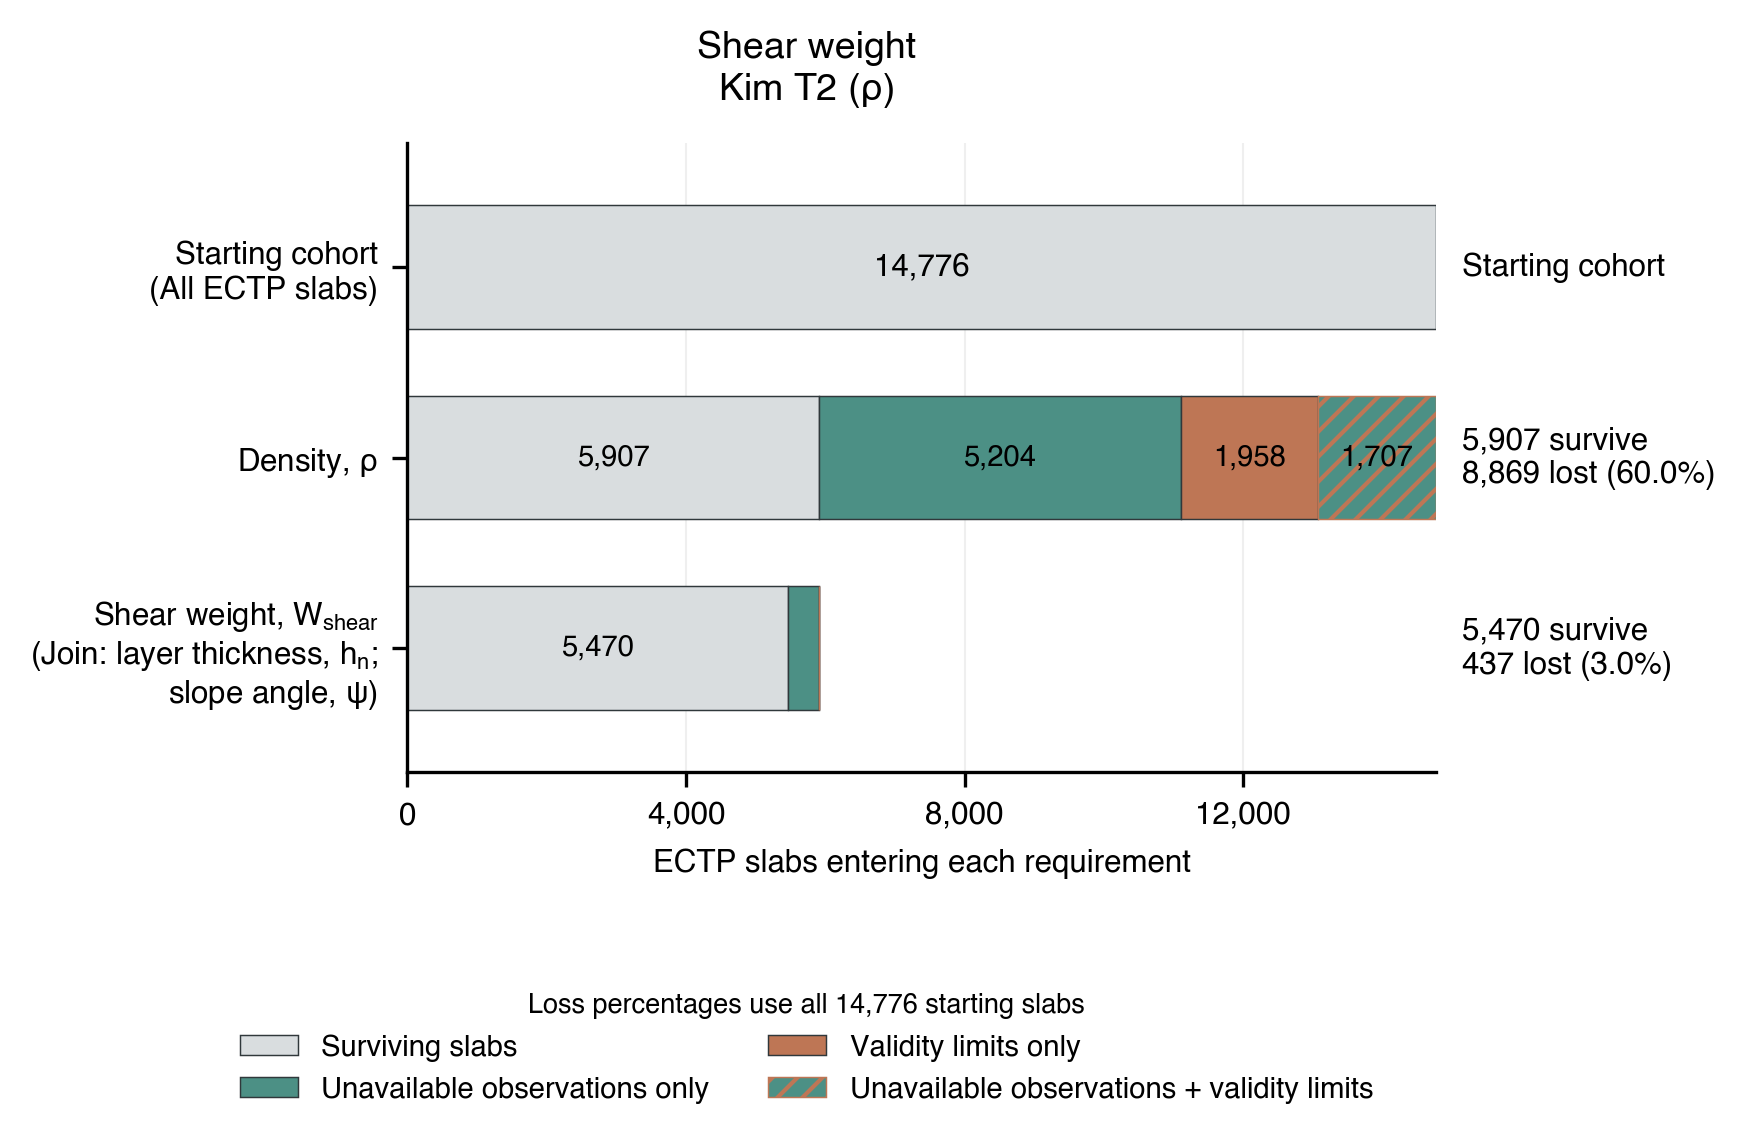 Shear weight
Kim T2 (ρ)
Starting cohort
(All ECTP slabs)
14,776
Starting cohort
Density, ρ
5,907
5,204
1,958
1,707
5,907 survive
8,869 lost (60.0%)
Shear weight, Wshear
(Join: layer thickness, hn;
slope angle, ψ)
5,470
5,470 survive
437 lost (3.0%)
0
4,000
8,000
12,000
ECTP slabs entering each requirement
Loss percentages use all 14,776 starting slabs
Surviving slabs
Unavailable observations only
Validity limits only
Unavailable observations + validity limits